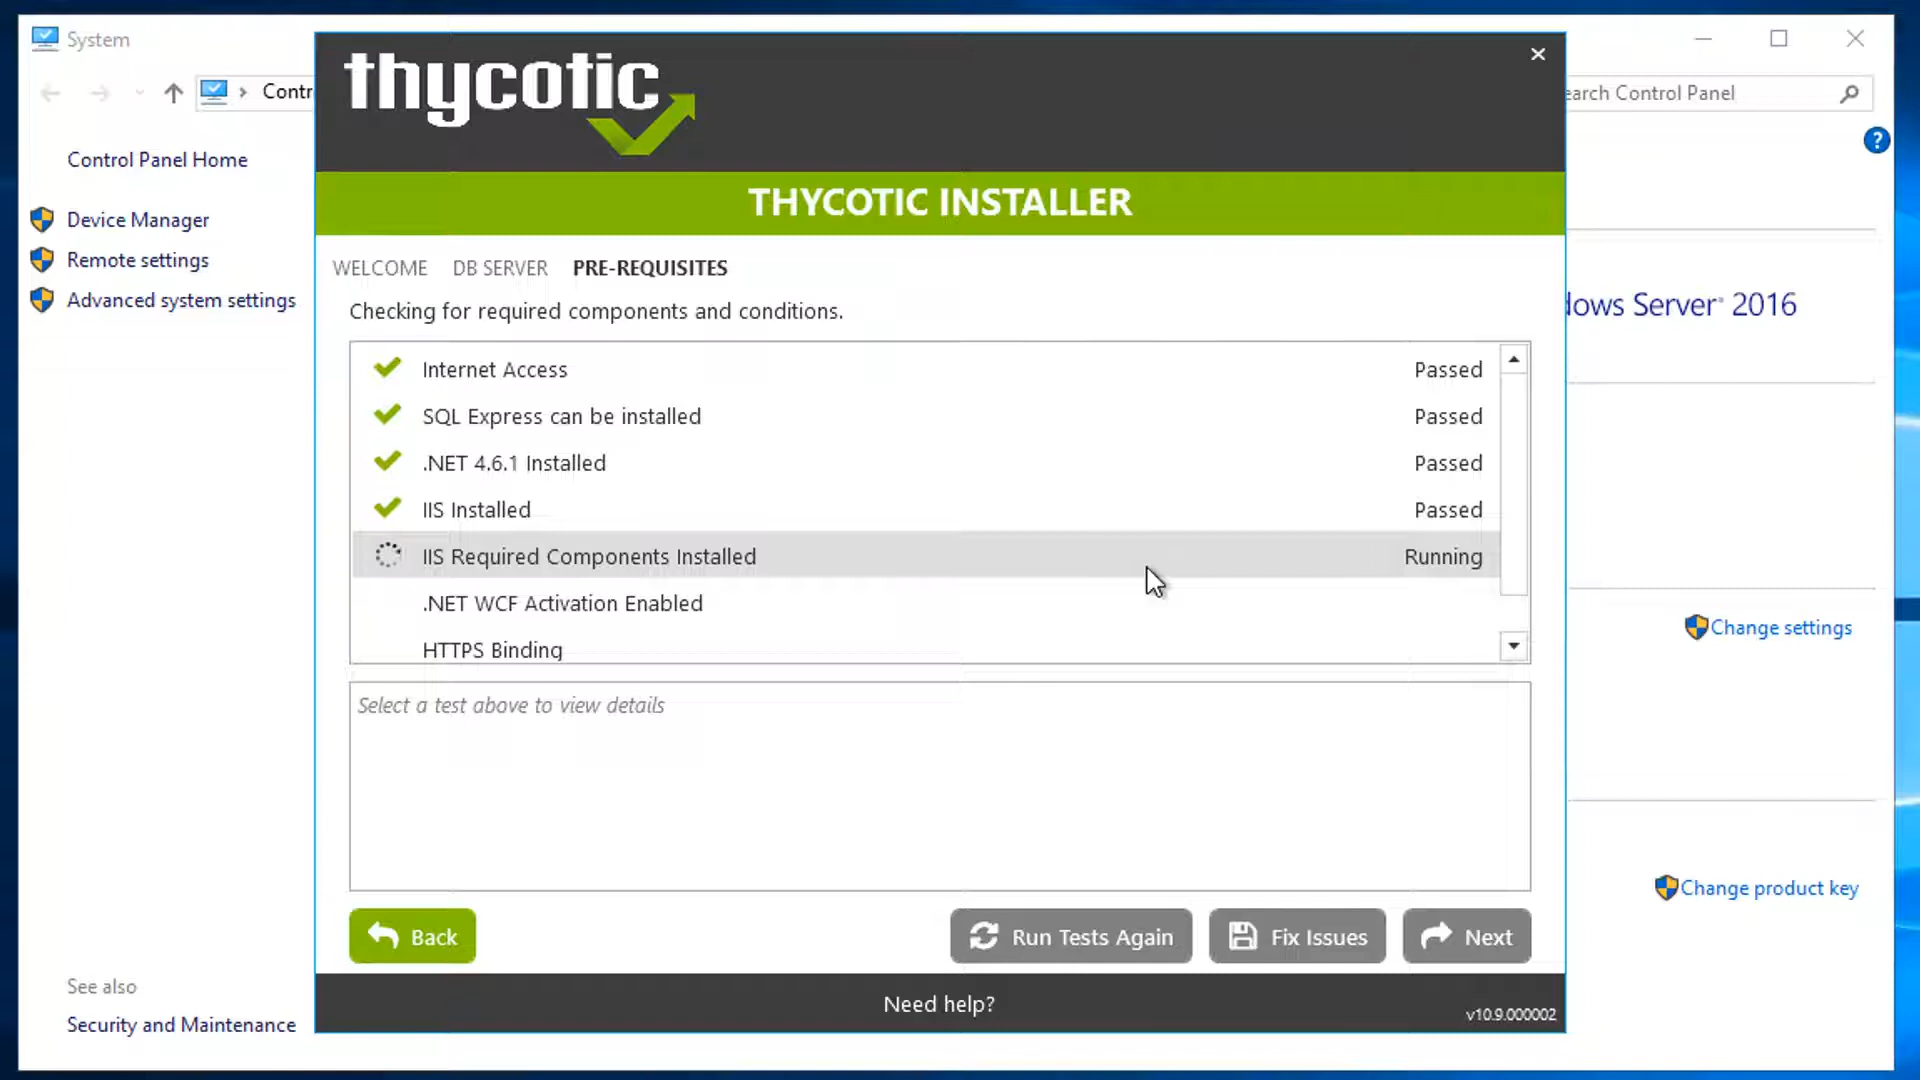 System
Contr
earch Control Panel
?
Control Panel Home
Device Manager
Remote settings
Advanced system settings
See also
Security and Maintenance
thycotic
THYCOTIC INSTALLER
WELCOME DB SERVER PRE-REQUISITES
Checking for required components and conditions.
Internet Access Passed
SQL Express can be installed Passed
.NET 4.6.1 Installed Passed
IIS Installed Passed
IIS Required Components Installed Running
.NET WCF Activation Enabled
HTTPS Binding
Select a test above to view details
Back Run Tests Again Fix Issues Next
Need help?
v10.9.000002
dows Server® 2016
Change settings
Change product key